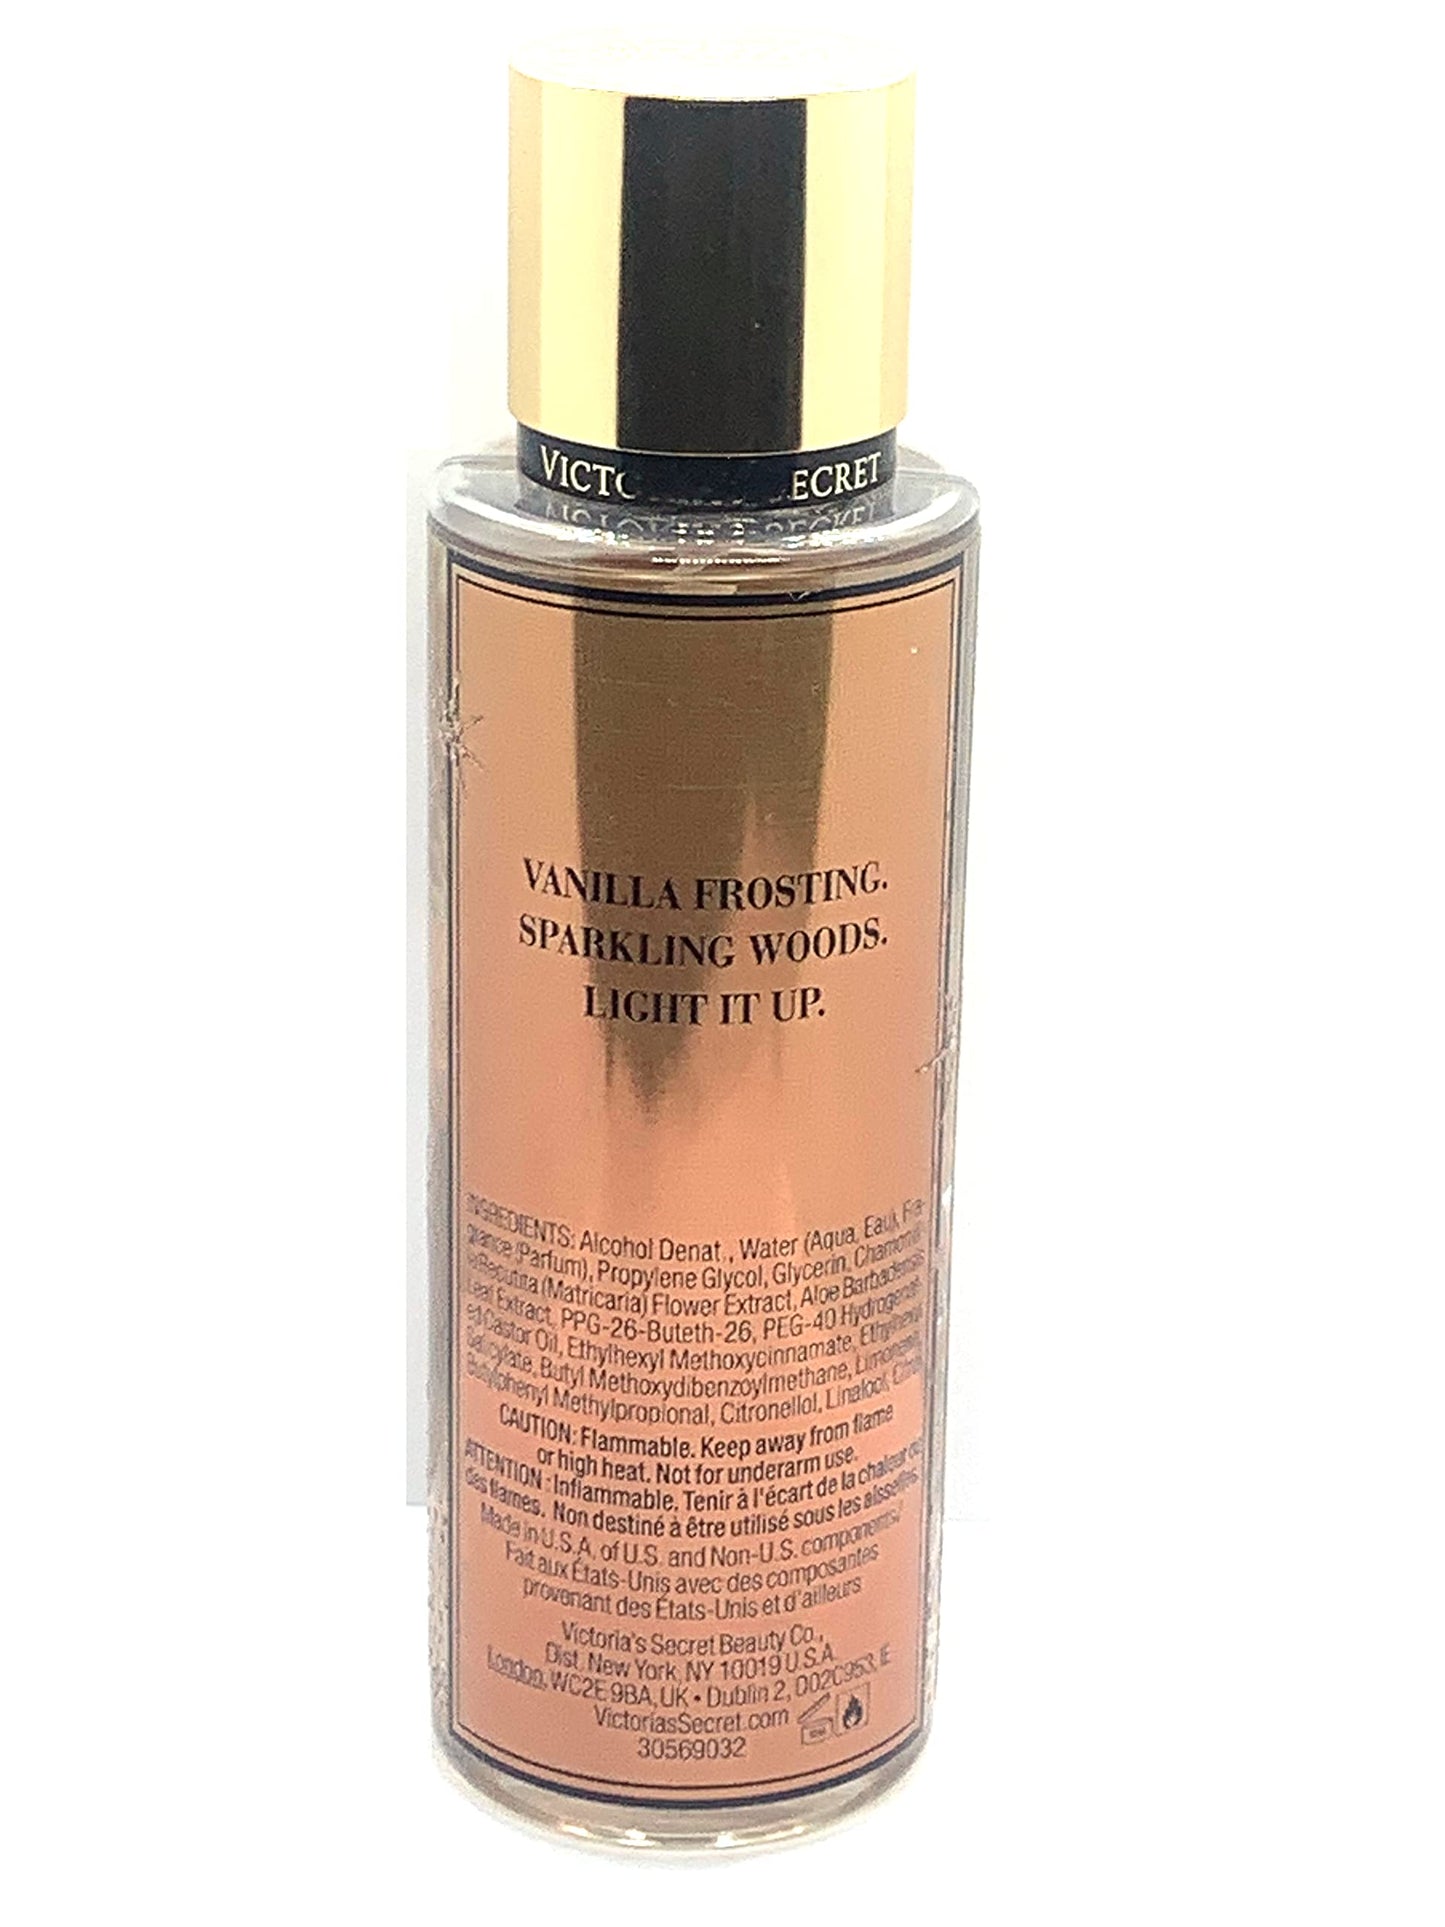 VICTO ECRET
VANILLA FROSTING.
SPARKLING WOODS.
LIGHT IT UP.
INGREDIENTS: Alcohol Denat., Water (Aqua, Eau), Fra-
grance (Parfum), Propylene Glycol, Glycerin, Chamomil-
la Recutita (Matricaria) Flower Extract, Aloe Barbadensis
Leaf Extract, PPG-26-Buteth-26, PEG-40 Hydrogenat-
ed Castor Oil, Ethylhexyl Methoxycinnamate, Ethylhexyl
Salicylate, Butyl Methoxydibenzoylmethane, Limonene,
Butylphenyl Methylpropional, Citronellol, Linalool, Citral
CAUTION: Flammable. Keep away from flame
or high heat. Not for underarm use.
ATTENTION : Inflammable. Tenir à l'écart de la chaleur ou
des flames. Non destiné à être utilisé sous les aisselles.
Made in U.S.A. of U.S. and Non-U.S. components/
Fait aux États-Unis avec des composantes
provenant des États-Unis et d'ailleurs
Victoria's Secret Beauty Co.,
Dist. New York, NY 10019 U.S.A.
London, WC2E 9BA, UK • Dublin 2, D02C953, IE
VictoriasSecret.com
30569032